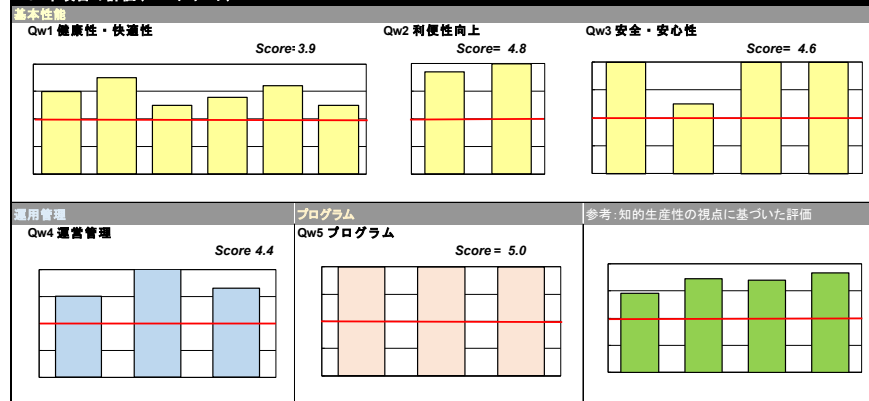 基本性能
Qw1 健康性・快適性
Score=3.9
Qw2 利便性向上
Score= 4.8
Qw3 安全・安心性
Score= 4.6
運用管理
Qw4 運営管理
Score 4.4
プログラム
Qw5 プログラム
Score = 5.0
参考：知的生産性の視点に基づいた評価